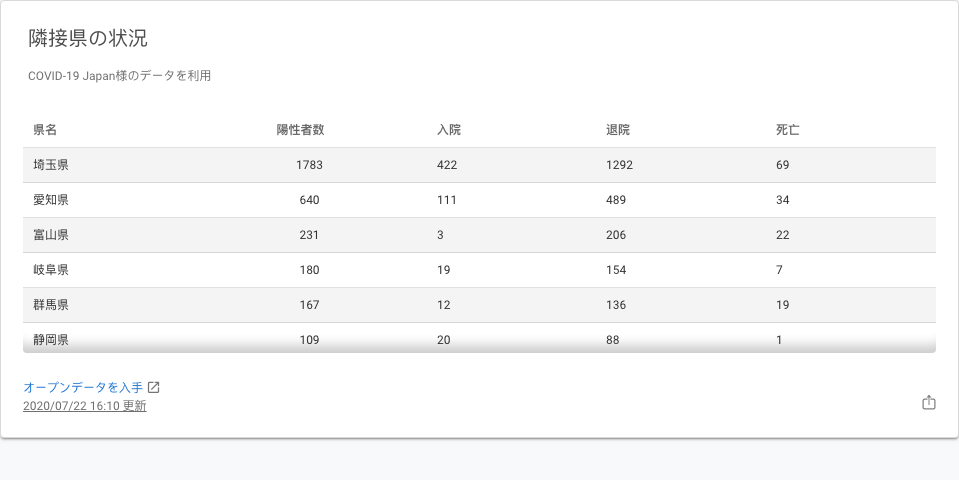 隣接県の状況
COVID-19 Japan様のデータを利用
県名 陽性者数 入院 退院 死亡
埼玉県 1783 422 1292 69
愛知県 640 111 489 34
富山県 231 3 206 22
岐阜県 180 19 154 7
群馬県 167 12 136 19
静岡県 109 20 88 1
オープンデータを入手
2020/07/22 16:10 更新